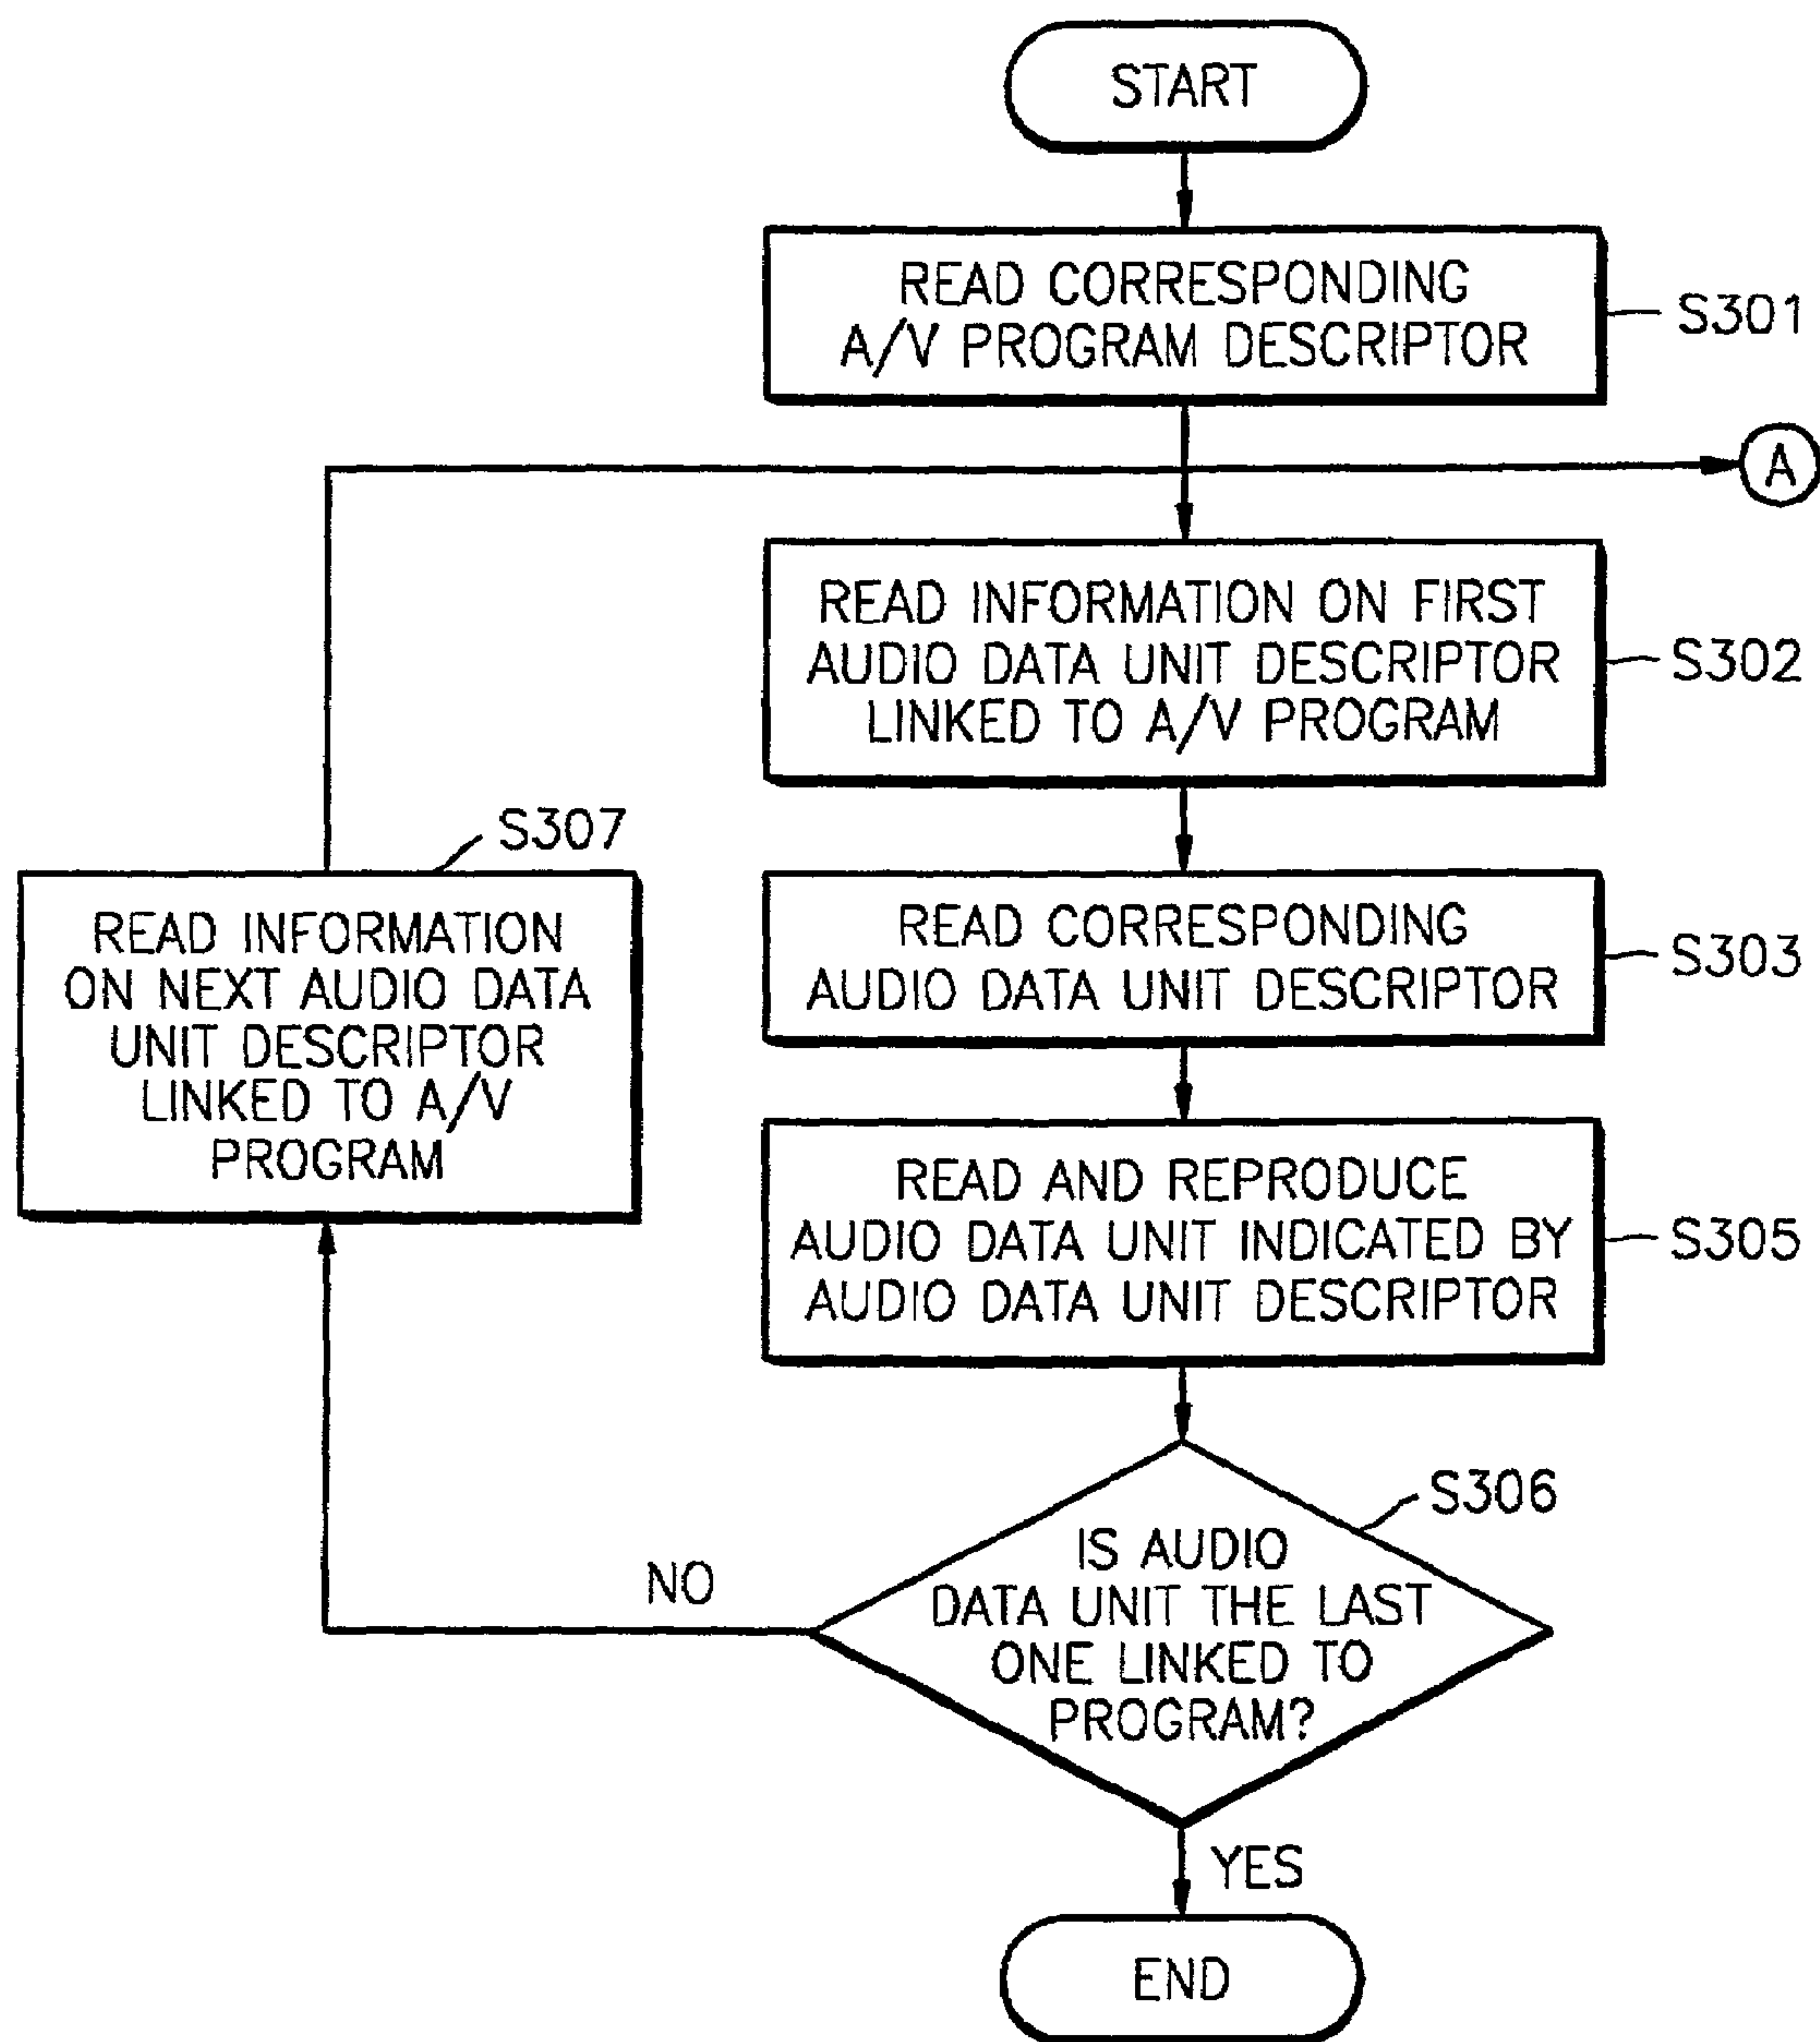 START
READ CORRESPONDING
A/V PROGRAM DESCRIPTOR
S301
A
READ INFORMATION ON FIRST
AUDIO DATA UNIT DESCRIPTOR
LINKED TO A/V PROGRAM
S302
S307
READ INFORMATION
ON NEXT AUDIO DATA
UNIT DESCRIPTOR
LINKED TO A/V
PROGRAM
READ CORRESPONDING
AUDIO DATA UNIT DESCRIPTOR
S303
READ AND REPRODUCE
AUDIO DATA UNIT INDICATED BY
AUDIO DATA UNIT DESCRIPTOR
S305
S306
IS AUDIO
DATA UNIT THE LAST
ONE LINKED TO
PROGRAM?
NO
YES
END